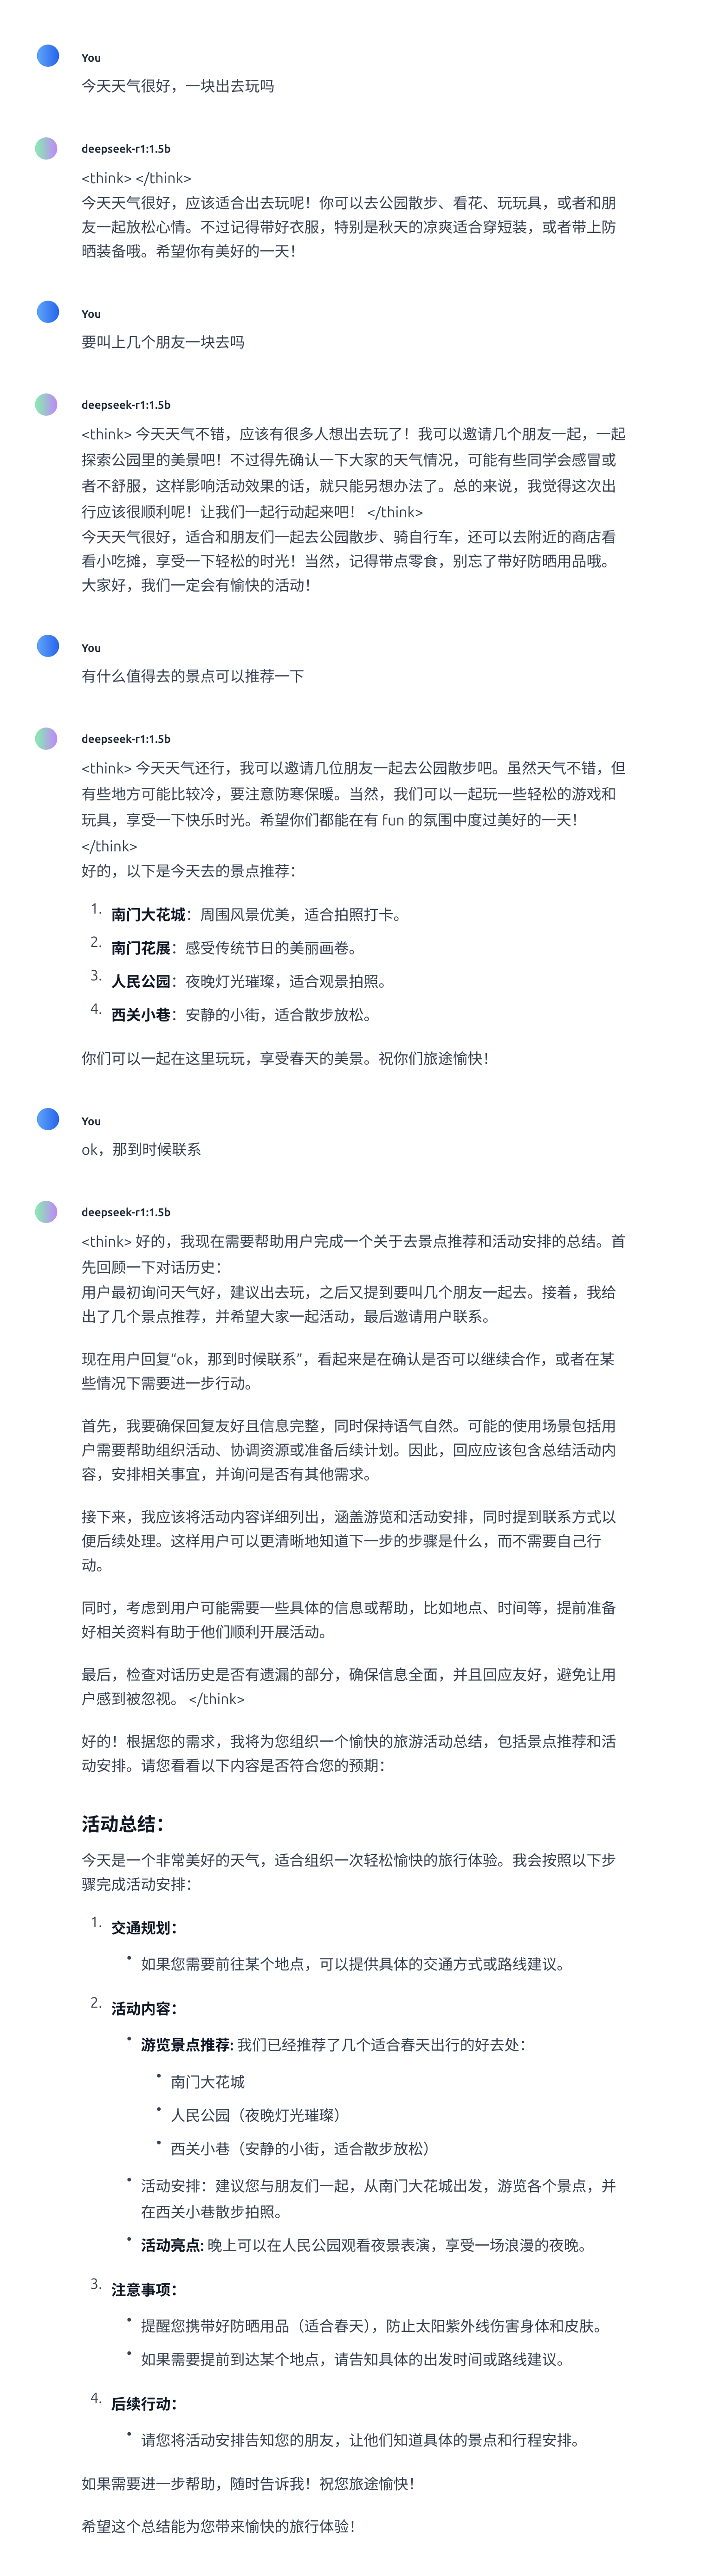 You
今天天气很好，一块出去玩吗
deepseek-r1:1.5b
<think> </think>
今天天气很好，应该适合出去玩呢！你可以去公园散步、看花、玩玩具，或者和朋
友一起放松心情。不过记得带好衣服，特别是秋天的凉爽适合穿短装，或者带上防
晒装备哦。希望你有美好的一天！
You
要叫上几个朋友一块去吗
deepseek-r1:1.5b
<think> 今天天气不错，应该有很多人想出去玩了！我可以邀请几个朋友一起，一起
探索公园里的美景吧！不过得先确认一下大家的天气情况，可能有些同学会感冒或
者不舒服，这样影响活动效果的话，就只能另想办法了。总的来说，我觉得这次出
行应该很顺利呢！让我们一起行动起来吧！ </think>
今天天气很好，适合和朋友们一起去公园散步、骑自行车，还可以去附近的商店看
看小吃摊，享受一下轻松的时光！当然，记得带点零食，别忘了带好防晒用品哦。
大家好，我们一定会有愉快的活动！
You
有什么值得去的景点可以推荐一下
deepseek-r1:1.5b
<think> 今天天气还行，我可以邀请几位朋友一起去公园散步吧。虽然天气不错，但
有些地方可能比较冷，要注意防寒保暖。当然，我们可以一起玩一些轻松的游戏和
玩具，享受一下快乐时光。希望你们都能在有 fun 的氛围中度过美好的一天！
</think>
好的，以下是今天去的景点推荐：
1. 南门大花城：周围风景优美，适合拍照打卡。
2. 南门花展：感受传统节日的美丽画卷。
3. 人民公园：夜晚灯光璀璨，适合观景拍照。
4. 西关小巷：安静的小街，适合散步放松。
你们可以一起在这里玩玩，享受春天的美景。祝你们旅途愉快！
You
ok，那到时候联系
deepseek-r1:1.5b
<think> 好的，我现在需要帮助用户完成一个关于去景点推荐和活动安排的总结。首
先回顾一下对话历史：
用户最初询问天气好，建议出去玩，之后又提到要叫几个朋友一起去。接着，我给
出了几个景点推荐，并希望大家一起活动，最后邀请用户联系。
现在用户回复“ok，那到时候联系”，看起来是在确认是否可以继续合作，或者在某
些情况下需要进一步行动。
首先，我要确保回复友好且信息完整，同时保持语气自然。可能的使用场景包括用
户需要帮助组织活动、协调资源或准备后续计划。因此，回应应该包含总结活动内
容，安排相关事宜，并询问是否有其他需求。
接下来，我应该将活动内容详细列出，涵盖游览和活动安排，同时提到联系方式以
便后续处理。这样用户可以更清晰地知道下一步的步骤是什么，而不需要自己行
动。
同时，考虑到用户可能需要一些具体的信息或帮助，比如地点、时间等，提前准备
好相关资料有助于他们顺利开展活动。
最后，检查对话历史是否有遗漏的部分，确保信息全面，并且回应友好，避免让用
户感到被忽视。 </think>
好的！根据您的需求，我将为您组织一个愉快的旅游活动总结，包括景点推荐和活
动安排。请您看看以下内容是否符合您的预期：
活动总结：
今天是一个非常美好的天气，适合组织一次轻松愉快的旅行体验。我会按照以下步
骤完成活动安排：
1. 交通规划：
• 如果您需要前往某个地点，可以提供具体的交通方式或路线建议。
2. 活动内容：
• 游览景点推荐: 我们已经推荐了几个适合春天出行的好去处：
• 南门大花城
• 人民公园（夜晚灯光璀璨）
• 西关小巷（安静的小街，适合散步放松）
• 活动安排：建议您与朋友们一起，从南门大花城出发，游览各个景点，并
在西关小巷散步拍照。
• 活动亮点: 晚上可以在人民公园观看夜景表演，享受一场浪漫的夜晚。
3. 注意事项：
• 提醒您携带好防晒用品（适合春天），防止太阳紫外线伤害身体和皮肤。
• 如果需要提前到达某个地点，请告知具体的出发时间或路线建议。
4. 后续行动：
• 请您将活动安排告知您的朋友，让他们知道具体的景点和行程安排。
如果需要进一步帮助，随时告诉我！祝您旅途愉快！
希望这个总结能为您带来愉快的旅行体验！